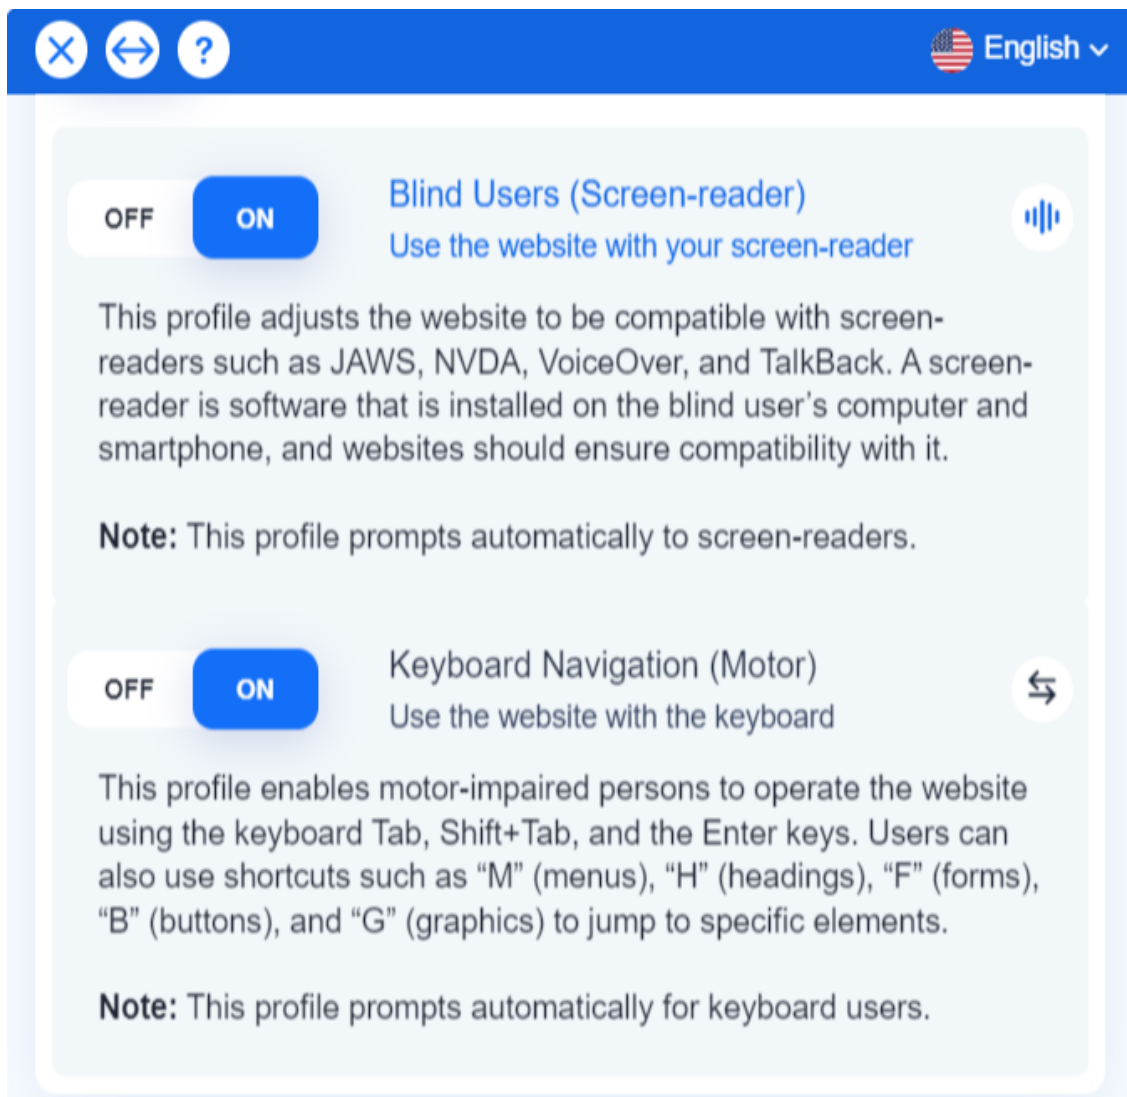 ?
English
OFF
ON
Blind Users (Screen-reader)
Use the website with your screen-reader
This profile adjusts the website to be compatible with screen-
readers such as JAWS, NVDA, VoiceOver, and TalkBack. A screen-
reader is software that is installed on the blind user’s computer and
smartphone, and websites should ensure compatibility with it.
Note: This profile prompts automatically to screen-readers.
OFF
ON
Keyboard Navigation (Motor)
Use the website with the keyboard
This profile enables motor-impaired persons to operate the website
using the keyboard Tab, Shift+Tab, and the Enter keys. Users can
also use shortcuts such as “M” (menus), “H” (headings), “F” (forms),
“B” (buttons), and “G” (graphics) to jump to specific elements.
Note: This profile prompts automatically for keyboard users.